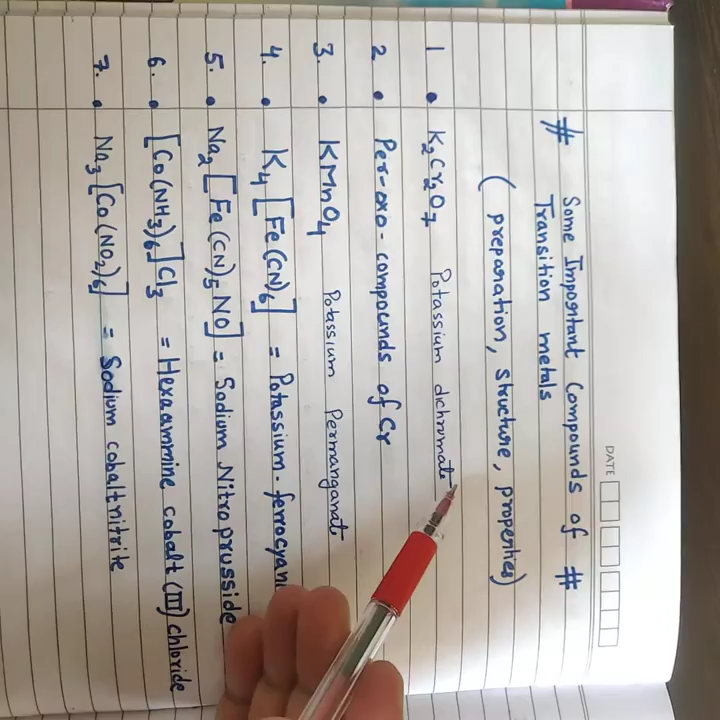 DATE
# Some Important Compounds of #
Transition metals
(preparation, structure, properties)
1 • K₂Cr₂O₇ Potassium dichromate
2 • Per-oxo-compounds of Cr
3. • KMnO₄ Potassium Permanganate
4. • K₄[Fe(CN)₆] = Potassium-ferrocyani
5. • Na₂[Fe(CN)₅NO] = Sodium Nitroprusside
6. • [Co(NH₃)₆]Cl₃ = Hexaammine cobalt (III) chloride
7. • Na₃[Co(NO₂)₆] = Sodium cobaltnitrite